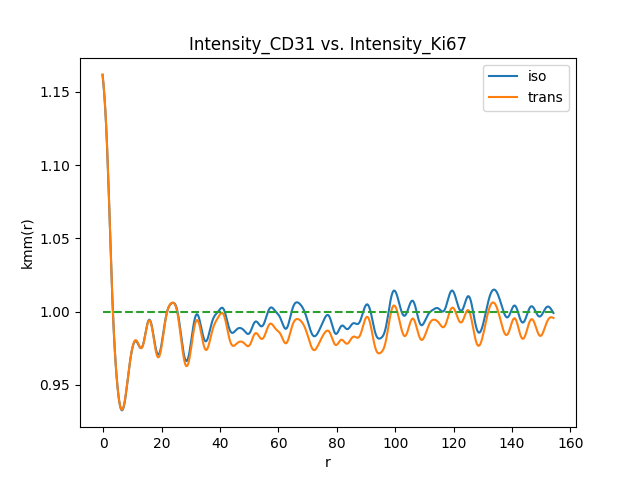 Intensity_CD31 vs. Intensity_Ki67
iso
trans
1.15
1.10
1.05
1.00
0.95
kmm(r)
0 20 40 60 80 100 120 140 160
r